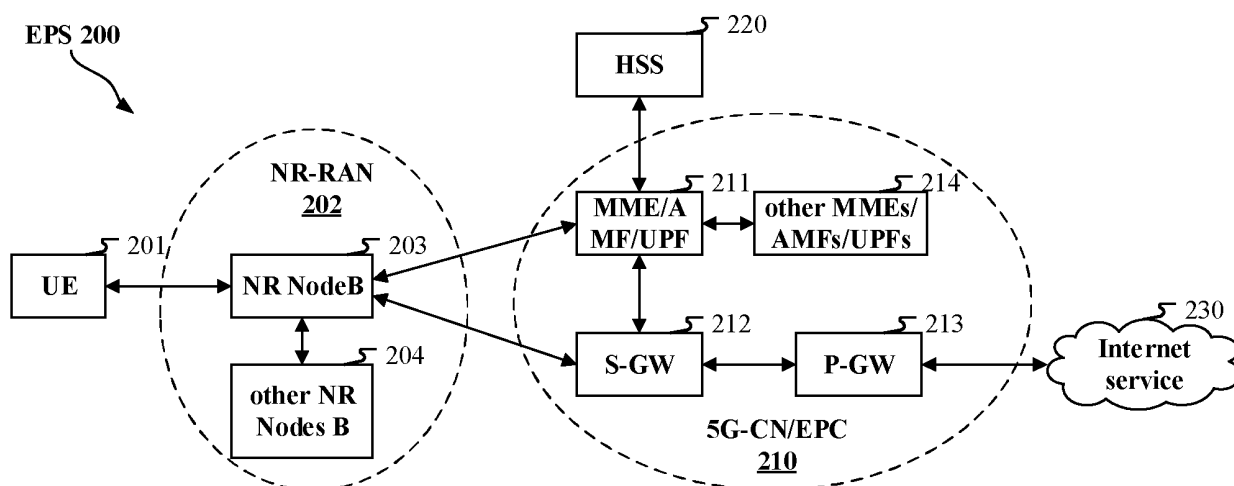 EPS 200
220
HSS
NR-RAN
202
211
MME/A
MF/UPF
214
other MMEs/
AMFs/UPFs
201
UE
203
NR NodeB
204
other NR
Nodes B
212
S-GW
213
P-GW
230
Internet
service
5G-CN/EPC
210